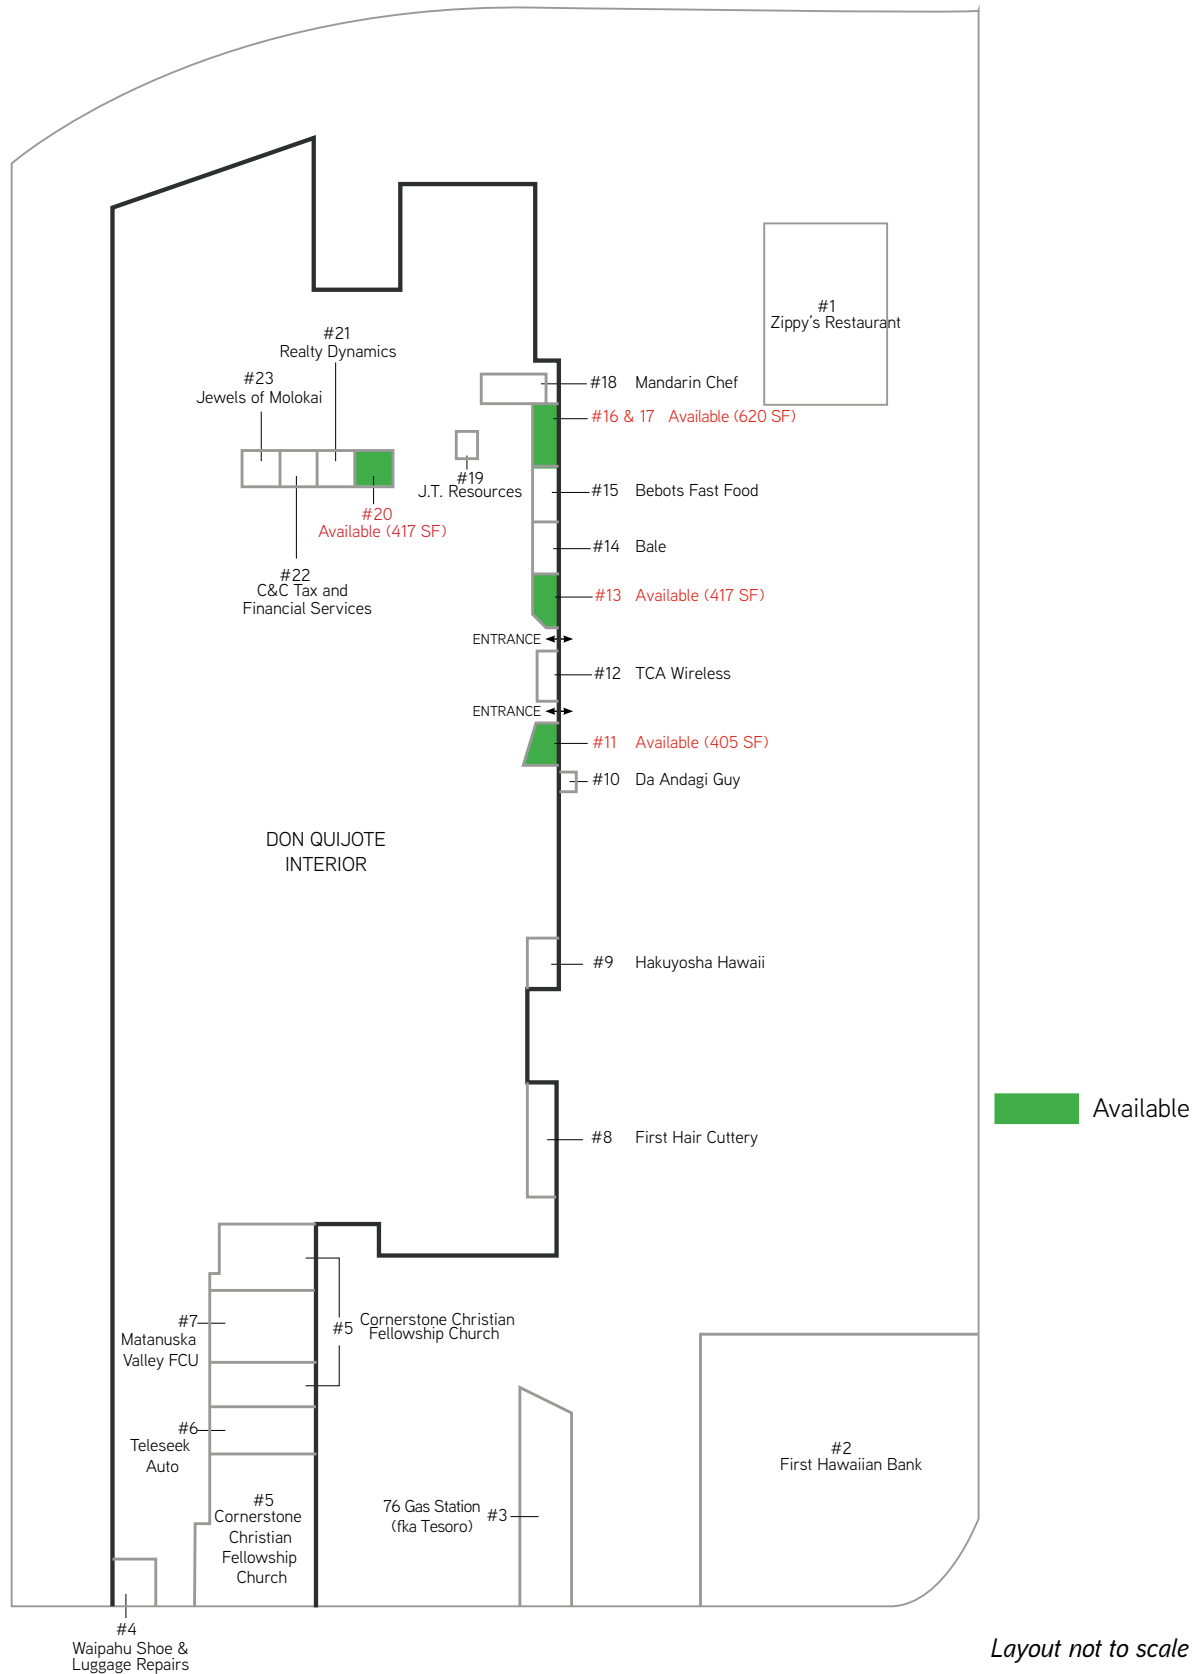 #1
Zippy's Restaurant
#21
Realty Dynamics
#23
Jewels of Molokai
#18 Mandarin Chef
#16 & 17 Available (620 SF)
#19
J.T. Resources
#15 Bebots Fast Food
#20
Available (417 SF)
#14 Bale
#22
C&C Tax and
Financial Services
#13 Available (417 SF)
ENTRANCE
#12 TCA Wireless
ENTRANCE
#11 Available (405 SF)
#10 Da Andagi Guy
DON QUIJOTE
INTERIOR
#9 Hakuyosha Hawaii
Available
#8 First Hair Cuttery
#7
Matanuska
Valley FCU
#5 Cornerstone Christian
Fellowship Church
#6
Teleseek
Auto
#2
First Hawaiian Bank
#5
Cornerstone
Christian
Fellowship
Church
76 Gas Station
(fka Tesoro)
#3
#4
Waipahu Shoe &
Luggage Repairs
Layout not to scale